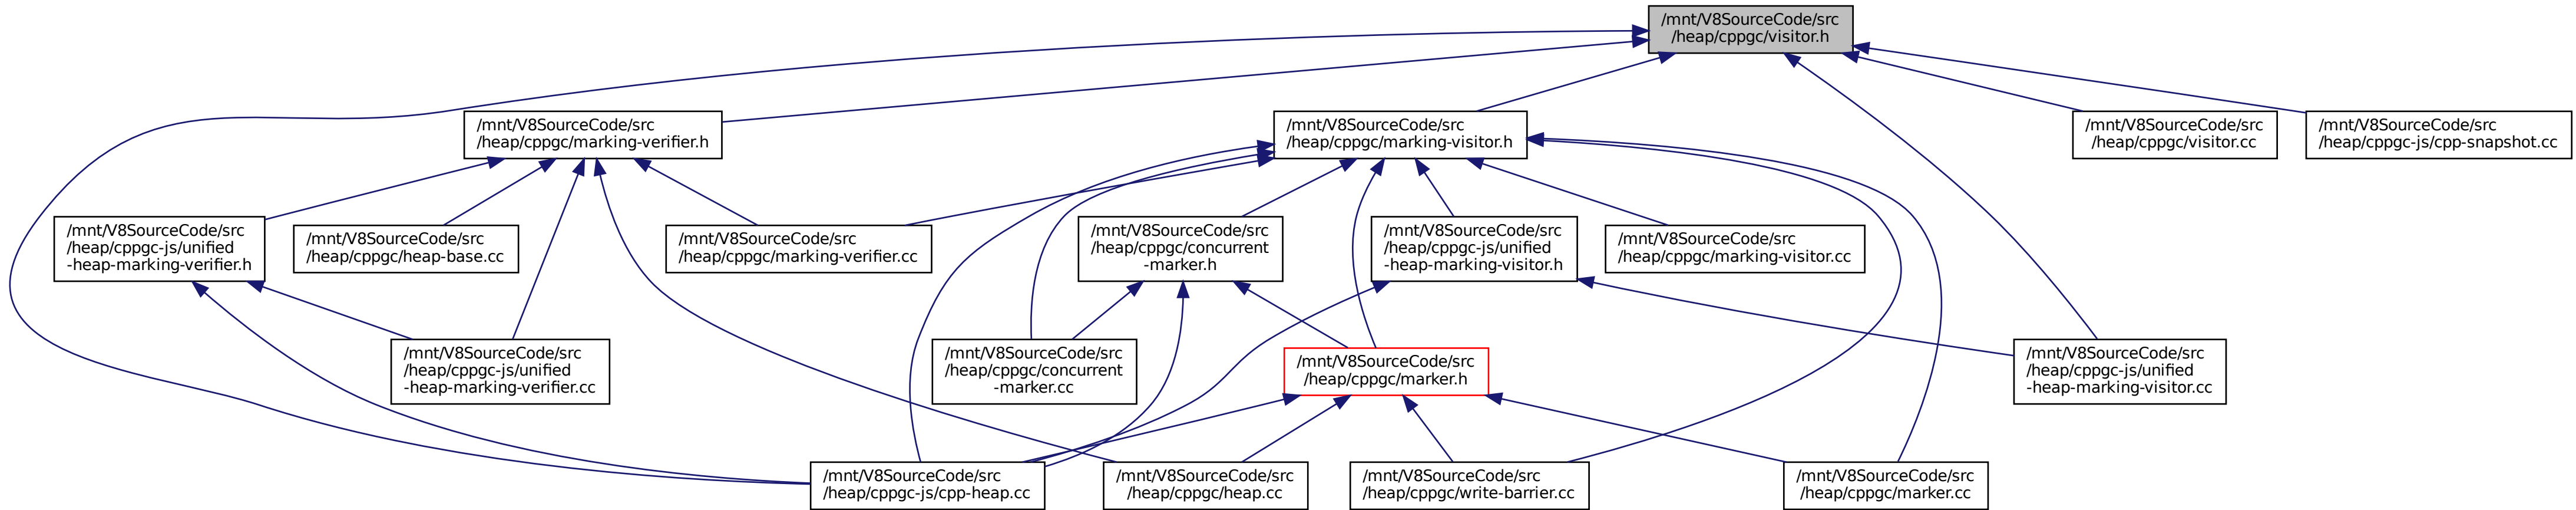 /mnt/V8SourceCode/src
/heap/cppgc/visitor.h
/mnt/V8SourceCode/src
/heap/cppgc/marking-verifier.h
/mnt/V8SourceCode/src
/heap/cppgc/marking-visitor.h
/mnt/V8SourceCode/src
/heap/cppgc/visitor.cc
/mnt/V8SourceCode/src
/heap/cppgc-js/cpp-snapshot.cc
/mnt/V8SourceCode/src
/heap/cppgc-js/unified
-heap-marking-verifier.h
/mnt/V8SourceCode/src
/heap/cppgc/heap-base.cc
/mnt/V8SourceCode/src
/heap/cppgc/marking-verifier.cc
/mnt/V8SourceCode/src
/heap/cppgc/concurrent
-marker.h
/mnt/V8SourceCode/src
/heap/cppgc-js/unified
-heap-marking-visitor.h
/mnt/V8SourceCode/src
/heap/cppgc/marking-visitor.cc
/mnt/V8SourceCode/src
/heap/cppgc-js/unified
-heap-marking-verifier.cc
/mnt/V8SourceCode/src
/heap/cppgc/concurrent
-marker.cc
/mnt/V8SourceCode/src
/heap/cppgc/marker.h
/mnt/V8SourceCode/src
/heap/cppgc-js/unified
-heap-marking-visitor.cc
/mnt/V8SourceCode/src
/heap/cppgc-js/cpp-heap.cc
/mnt/V8SourceCode/src
/heap/cppgc/heap.cc
/mnt/V8SourceCode/src
/heap/cppgc/write-barrier.cc
/mnt/V8SourceCode/src
/heap/cppgc/marker.cc